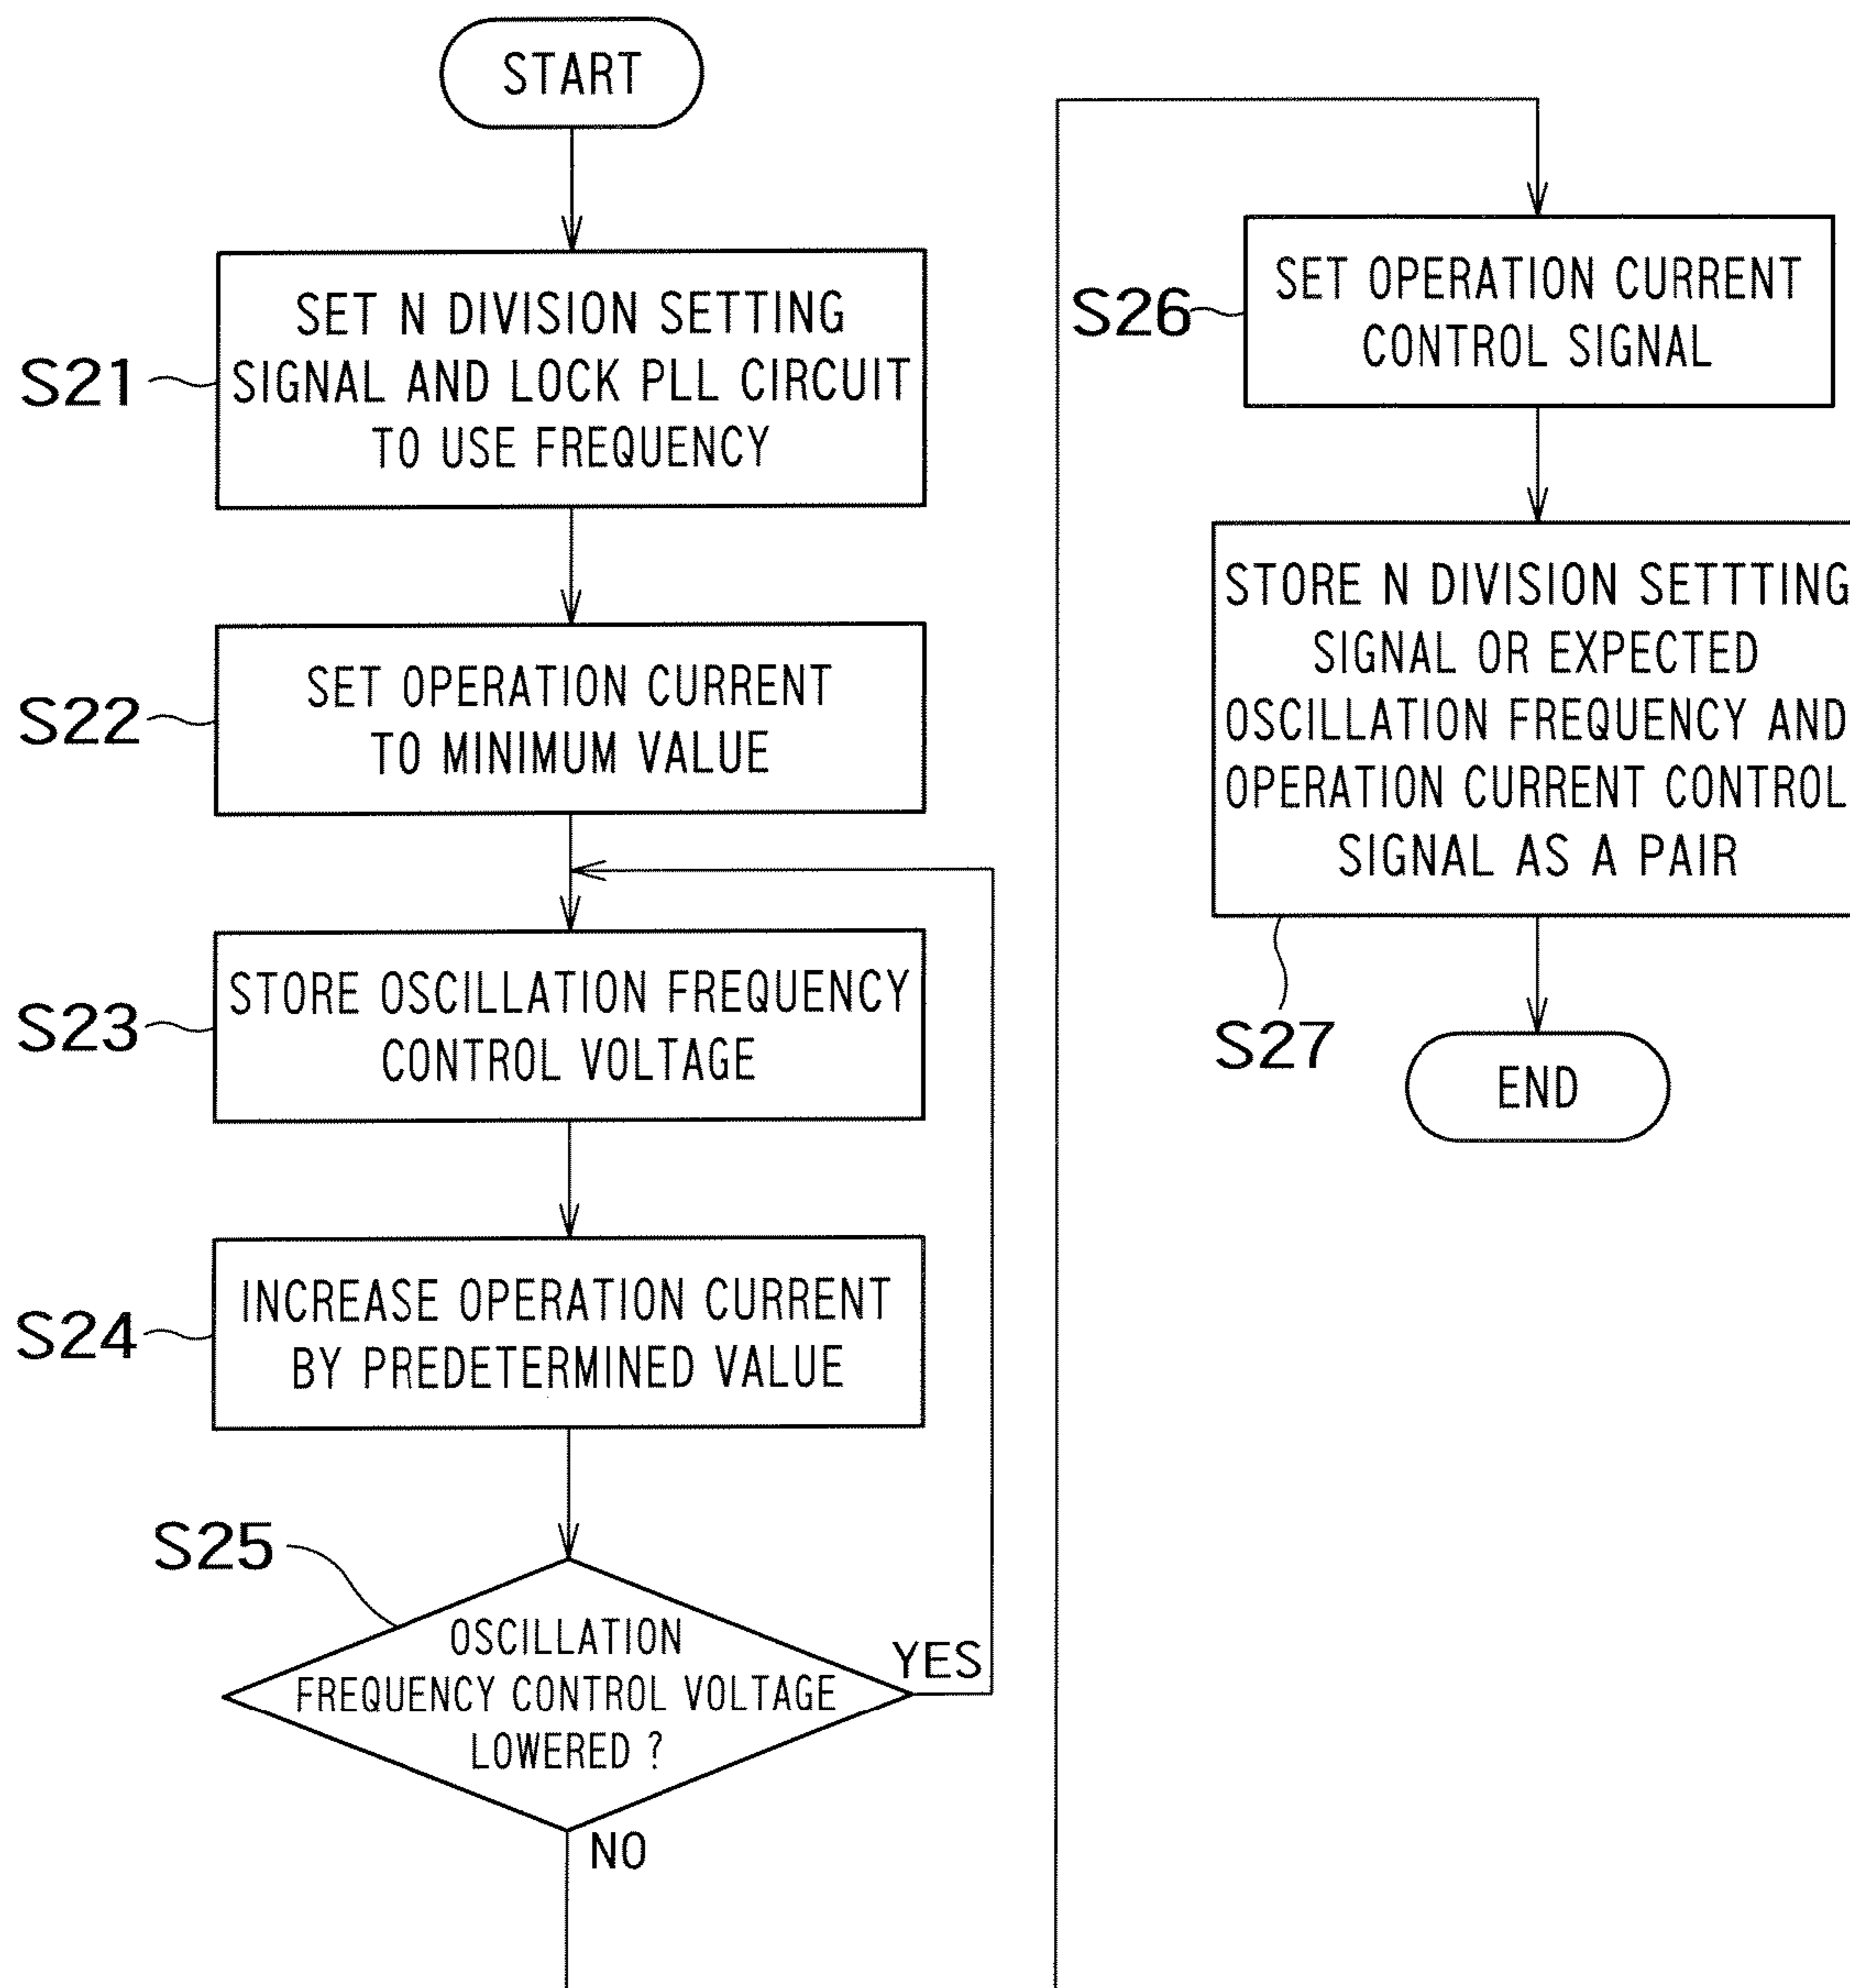 START
S21
SET N DIVISION SETTING
SIGNAL AND LOCK PLL CIRCUIT
TO USE FREQUENCY
S22
SET OPERATION CURRENT
TO MINIMUM VALUE
S23
STORE OSCILLATION FREQUENCY
CONTROL VOLTAGE
S24
INCREASE OPERATION CURRENT
BY PREDETERMINED VALUE
S25
OSCILLATION
FREQUENCY CONTROL VOLTAGE
LOWERED ?
YES
NO
S26
SET OPERATION CURRENT
CONTROL SIGNAL
STORE N DIVISION SETTTING
SIGNAL OR EXPECTED
OSCILLATION FREQUENCY AND
OPERATION CURRENT CONTROL
SIGNAL AS A PAIR
S27
END